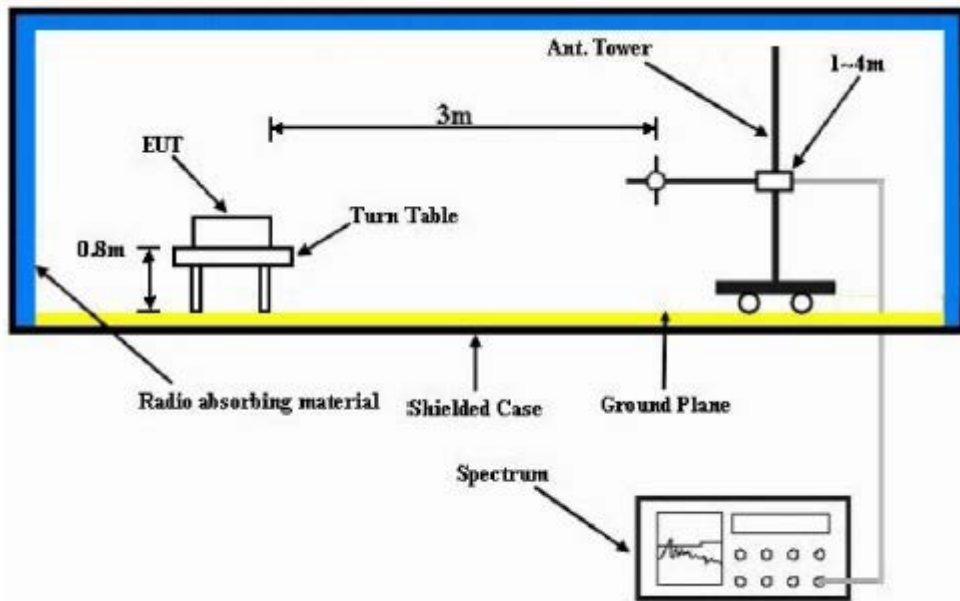 Ant. Tower
1~4m
3m
EUT
Turn Table
0.8m
Radio absorbing material
Shielded Case
Ground Plane
Spectrum